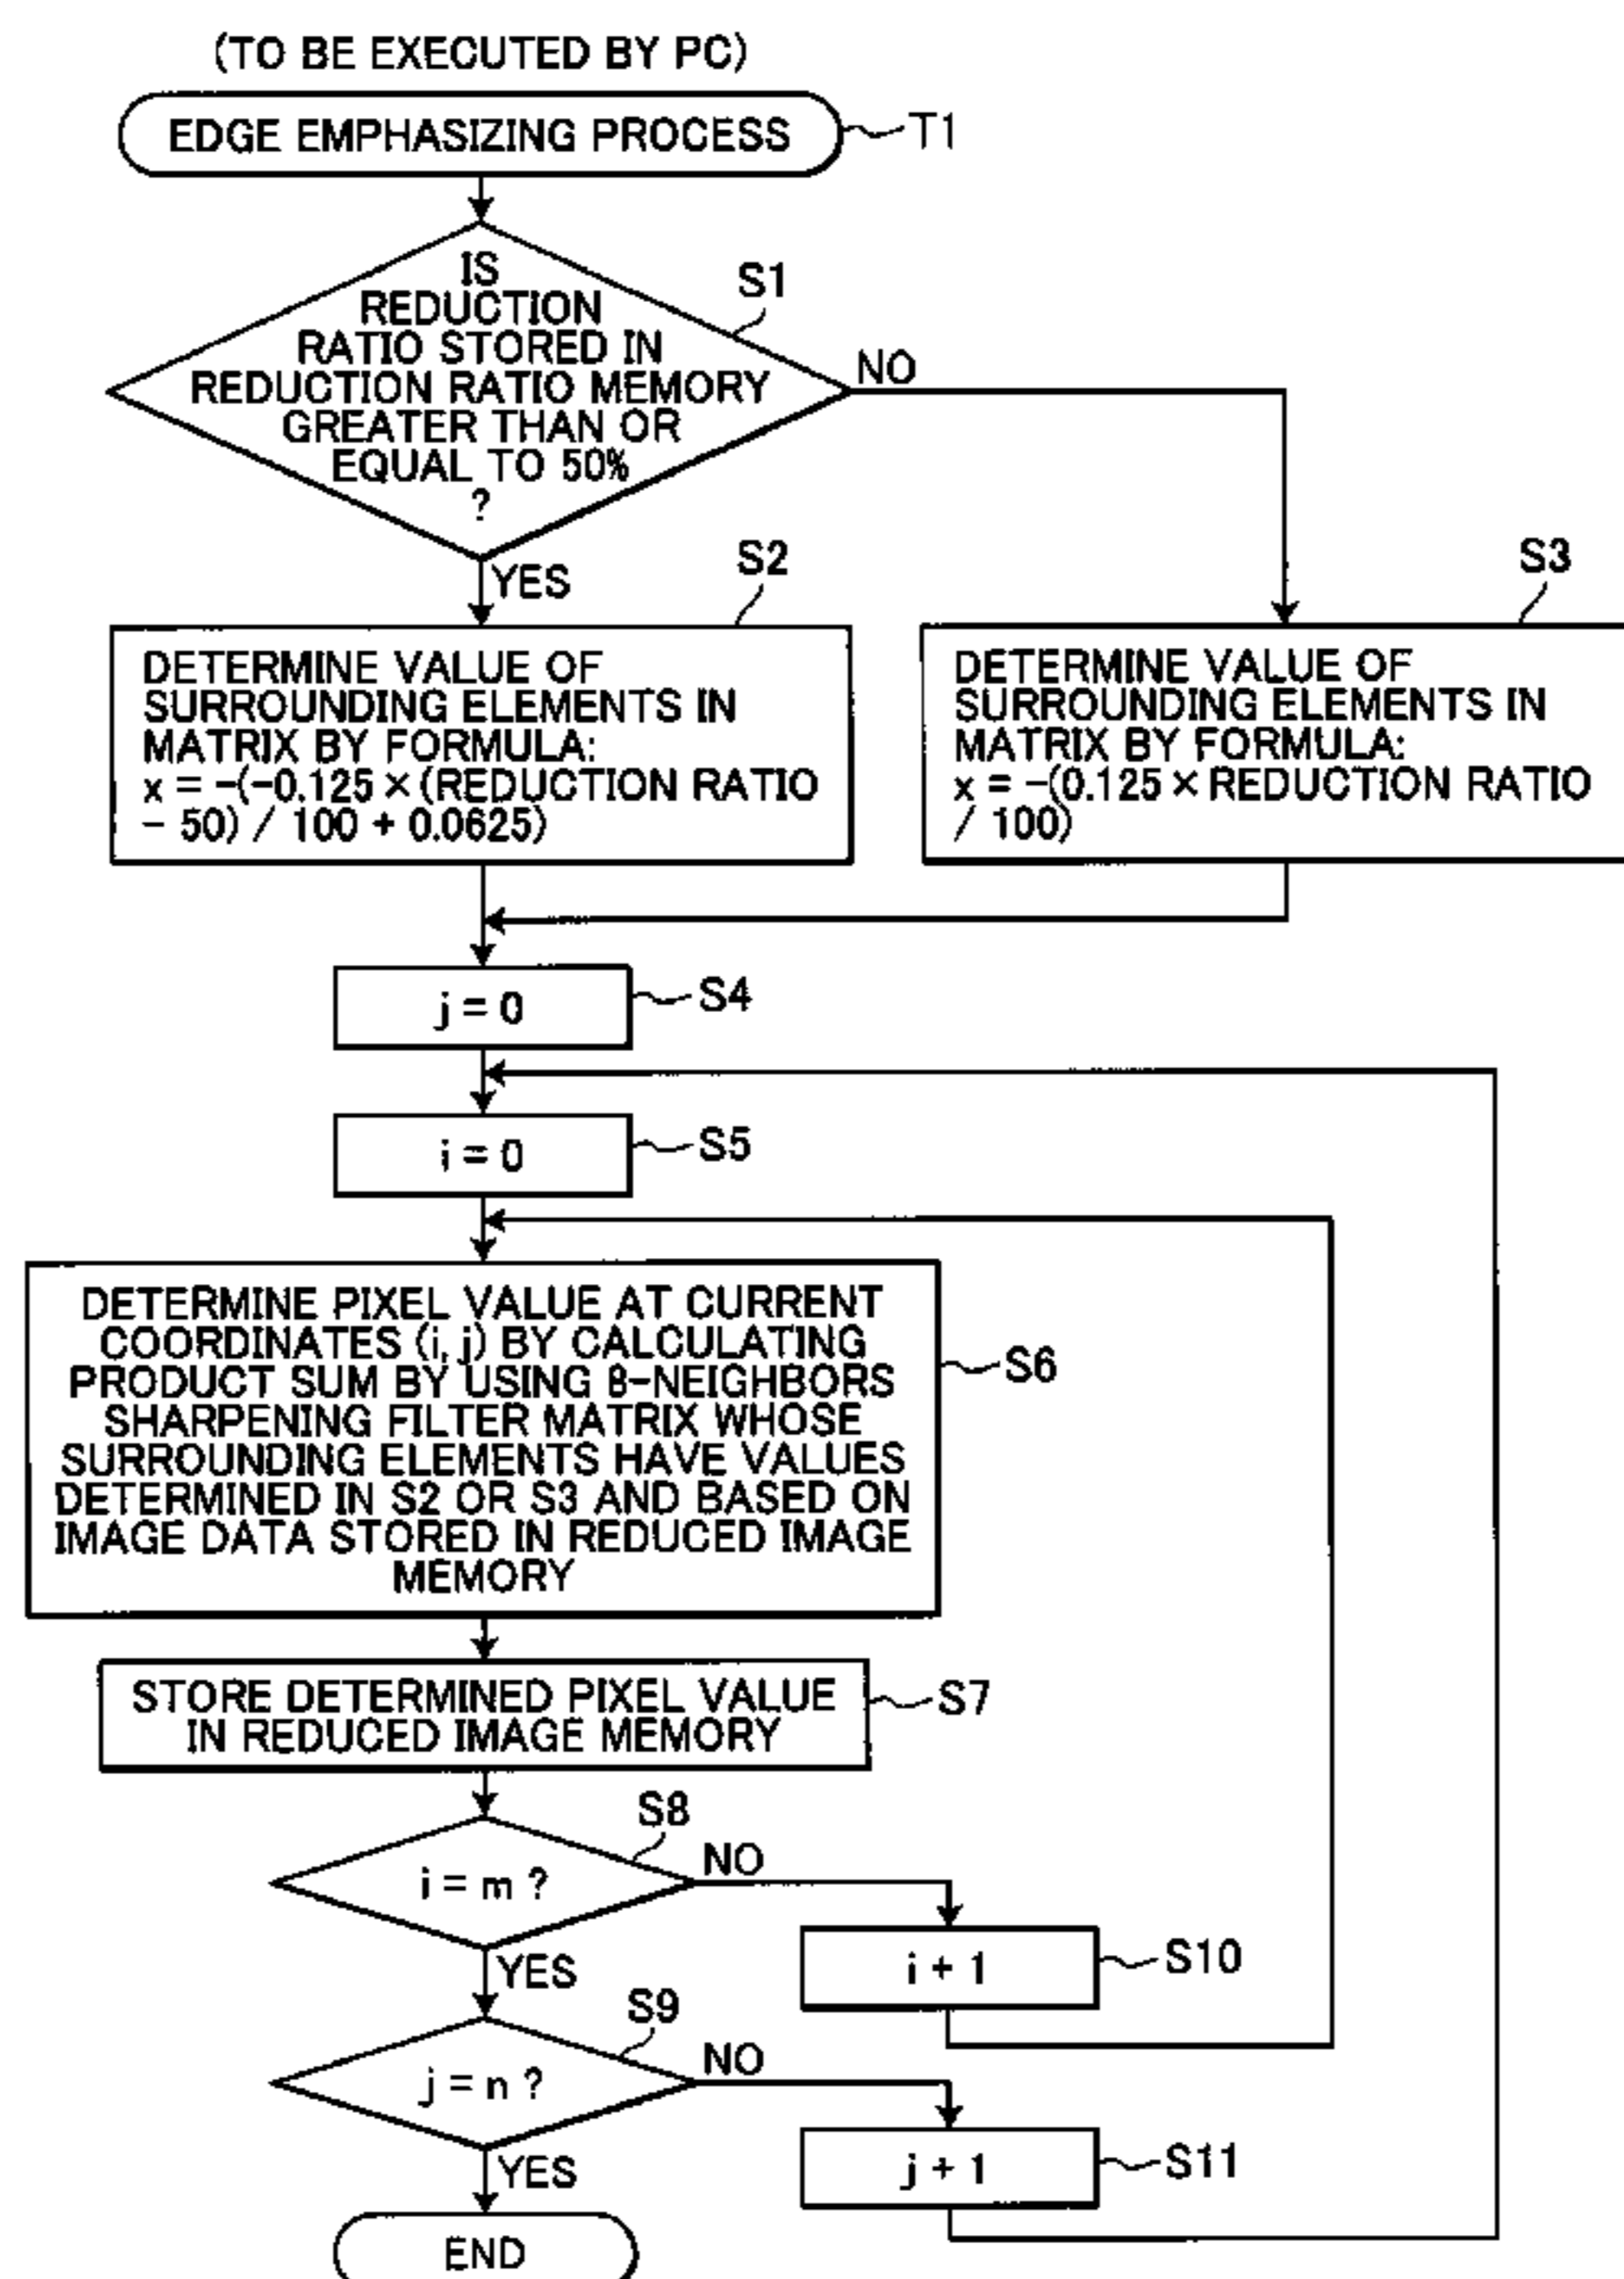 (TO BE EXECUTED BY PC)
EDGE EMPHASIZING PROCESS
T1
IS
REDUCTION
RATIO STORED IN
REDUCTION RATIO MEMORY
GREATER THAN OR
EQUAL TO 50%
?
S1
NO
YES
S2
DETERMINE VALUE OF
SURROUNDING ELEMENTS IN
MATRIX BY FORMULA:
x = -(-0.125 × (REDUCTION RATIO
- 50) / 100 + 0.0625)
S3
DETERMINE VALUE OF
SURROUNDING ELEMENTS IN
MATRIX BY FORMULA:
x = -(0.125 × REDUCTION RATIO
/ 100)
j = 0
S4
i = 0
S5
DETERMINE PIXEL VALUE AT CURRENT
COORDINATES (i, j) BY CALCULATING
PRODUCT SUM BY USING 8-NEIGHBORS
SHARPENING FILTER MATRIX WHOSE
SURROUNDING ELEMENTS HAVE VALUES
DETERMINED IN S2 OR S3 AND BASED ON
IMAGE DATA STORED IN REDUCED IMAGE
MEMORY
S6
STORE DETERMINED PIXEL VALUE
IN REDUCED IMAGE MEMORY
S7
i = m ?
S8
NO
YES
i + 1
S10
j = n ?
S9
NO
YES
j + 1
S11
END